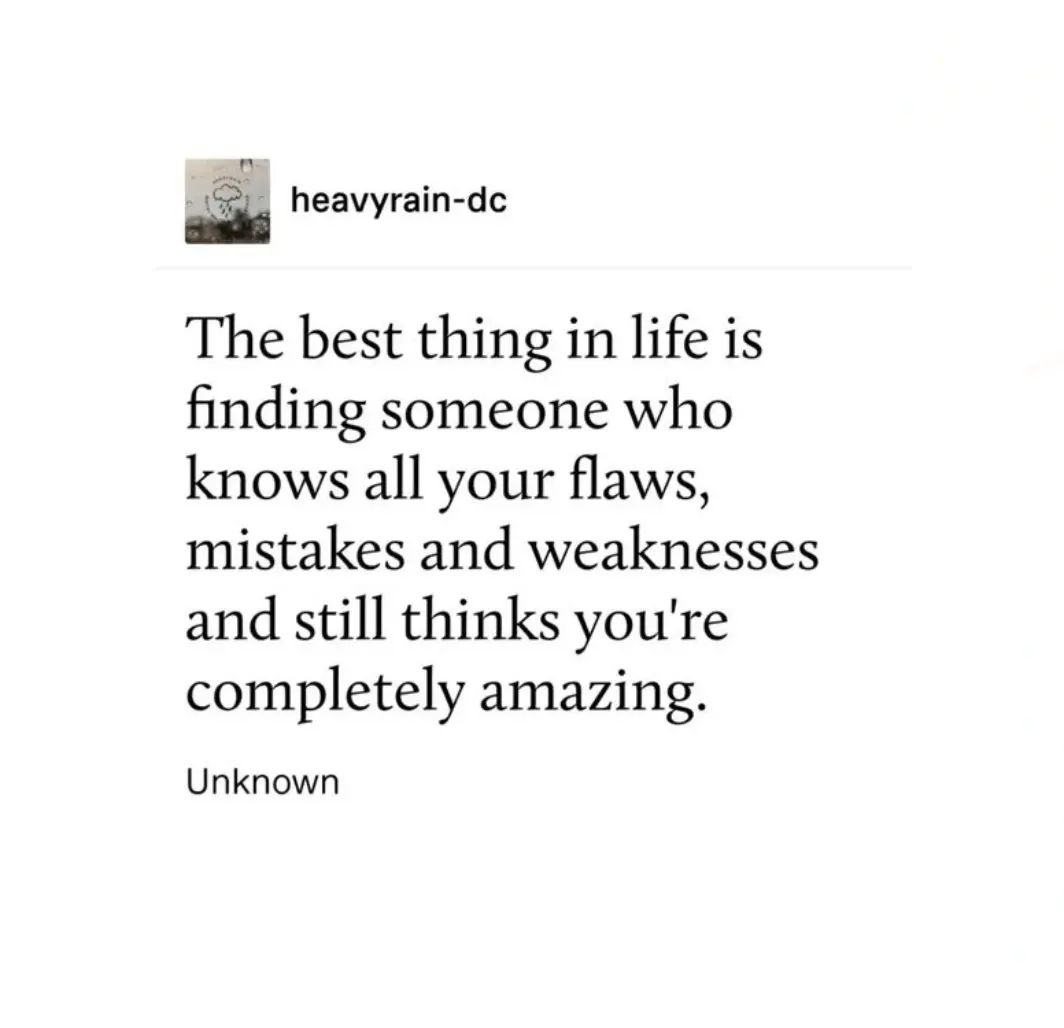 heavyrain-dc
The best thing in life is
finding someone who
knows all your flaws,
mistakes and weaknesses
and still thinks you're
completely amazing.
Unknown